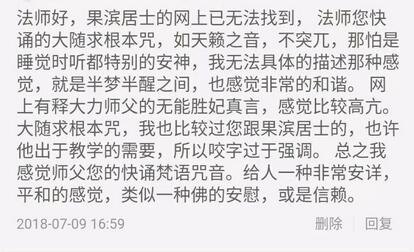 法师好，果滨居士的网上已无法找到， 法师您快
诵的大随求根本咒，如天籁之音，不突兀，那怕是
睡觉时听都特别的安神，我无法具体的描述那种感
觉，就是半梦半醒之间，也感觉非常的和谐。 网
上有释大力师父的无能胜妃真言，感觉比较高亢。
大随求根本咒，我也比较过您跟果滨居士的，也许
他出于教学的需要，所以咬字过于强调。 总之我
感觉师父您的快诵梵语咒音。给人一种非常安详，
平和的感觉，类似一种佛的安慰，或是信赖。
2018-07-09 16:59 删除 回复